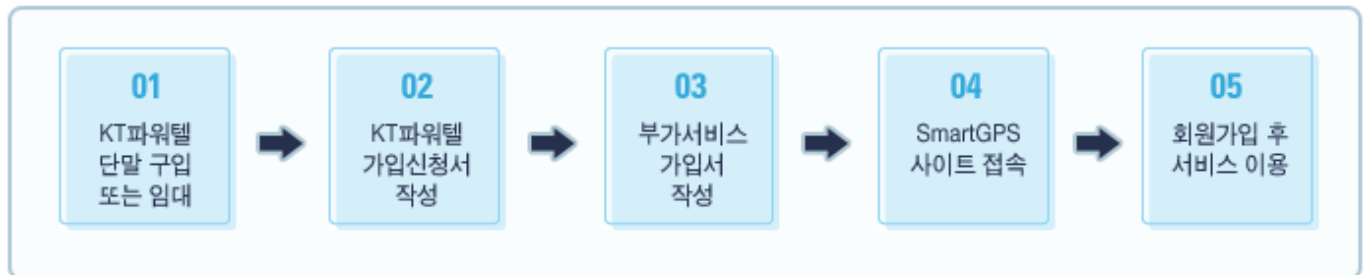 01
KT파워텔
단말 구입
또는 임대
02
KT파워텔
가입신청서
작성
03
부가서비스
가입서
작성
04
SmartGPS
사이트 접속
05
회원가입 후
서비스 이용